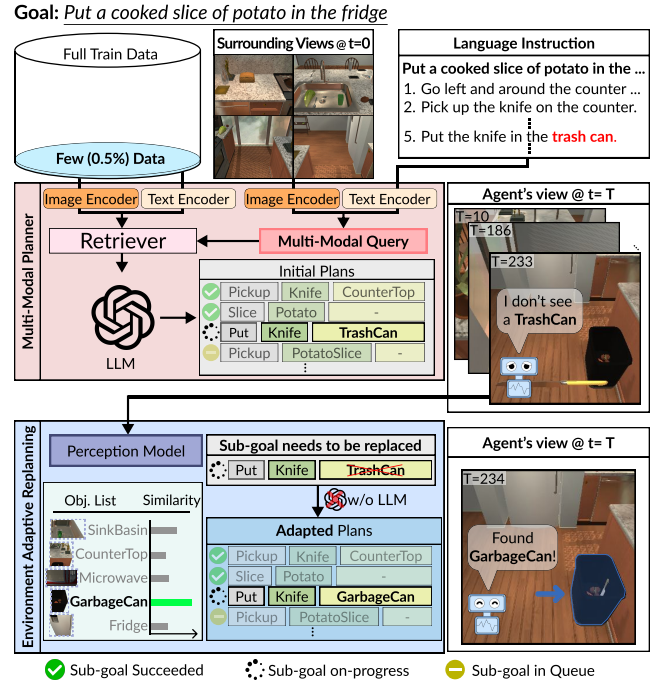 Goal: Put a cooked slice of potato in the fridge
Full Train Data
Few (0.5%) Data
Surrounding Views @ t=0
Language Instruction
Put a cooked slice of potato in the ...
1. Go left and around the counter ...
2. Pick up the knife on the counter.
5. Put the knife in the trash can.
Multi-Modal Planner
Image Encoder
Text Encoder
Image Encoder
Text Encoder
Retriever
Multi-Modal Query
LLM
Initial Plans
Pickup Knife CounterTop
Slice Potato -
Put Knife TrashCan
Pickup PotatoSlice -
Agent's view @ t= T
T=10
T=186
T=233
I don't see
a TrashCan
Environment Adaptive Replanning
Perception Model
Obj. List Similarity
SinkBasin
CounterTop
Microwave
GarbageCan
Fridge
Sub-goal needs to be replaced
Put Knife TrashCan
w/o LLM
Adapted Plans
Pickup Knife CounterTop
Slice Potato -
Put Knife GarbageCan
Pickup PotatoSlice -
Agent's view @ t= T
T=234
Found
GarbageCan!
Sub-goal Succeeded
Sub-goal on-progress
Sub-goal in Queue